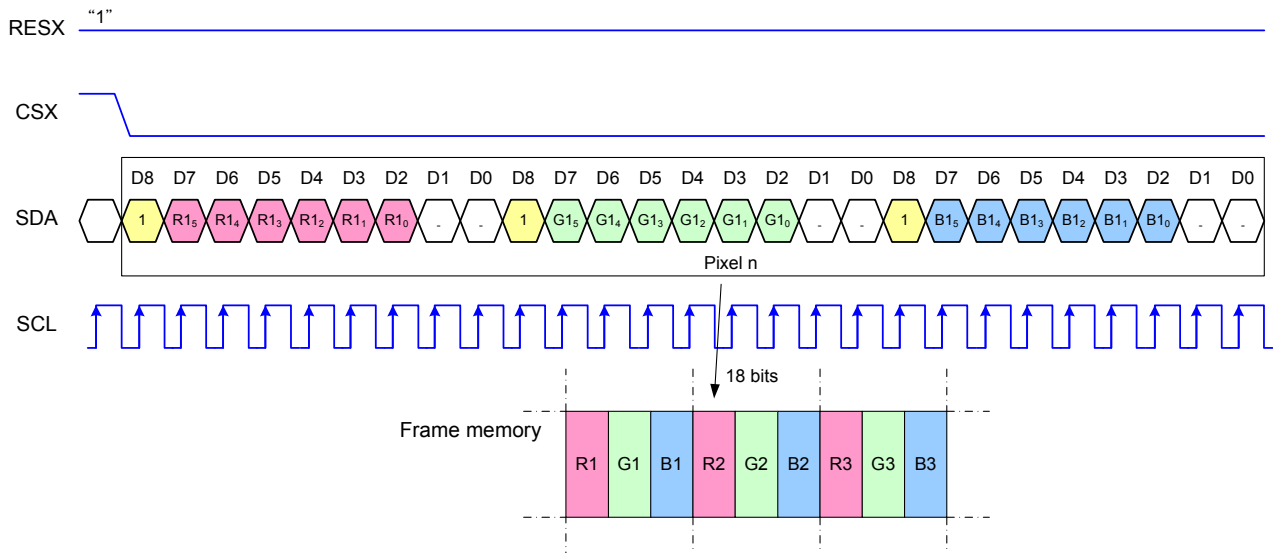 “1”
RESX
CSX
D8 D7 D6 D5 D4 D3 D2 D1 D0 D8 D7 D6 D5 D4 D3 D2 D1 D0 D8 D7 D6 D5 D4 D3 D2 D1 D0
SDA 1 R1₅ R1₄ R1₃ R1₂ R1₁ R1₀ - - 1 G1₅ G1₄ G1₃ G1₂ G1₁ G1₀ - - 1 B1₅ B1₄ B1₃ B1₂ B1₁ B1₀ - -
Pixel n
SCL
18 bits
Frame memory
R1 G1 B1 R2 G2 B2 R3 G3 B3